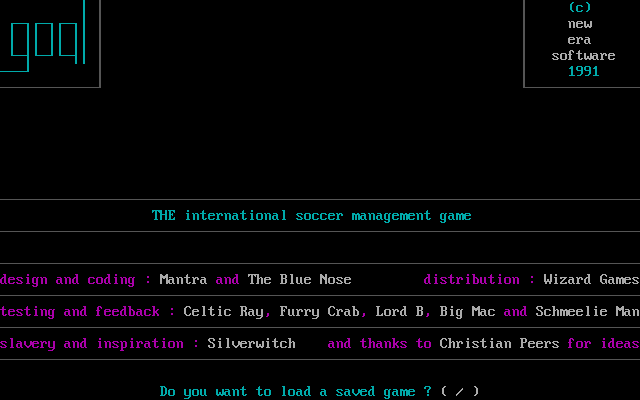 goal
(c)
new
era
software
1991
THE international soccer management game
design and coding : Mantra and The Blue Nose distribution : Wizard Games
testing and feedback : Celtic Ray, Furry Crab, Lord B, Big Mac and Schmeelie Man
slavery and inspiration : Silverwitch and thanks to Christian Peers for ideas
Do you want to load a saved game ? ( / )